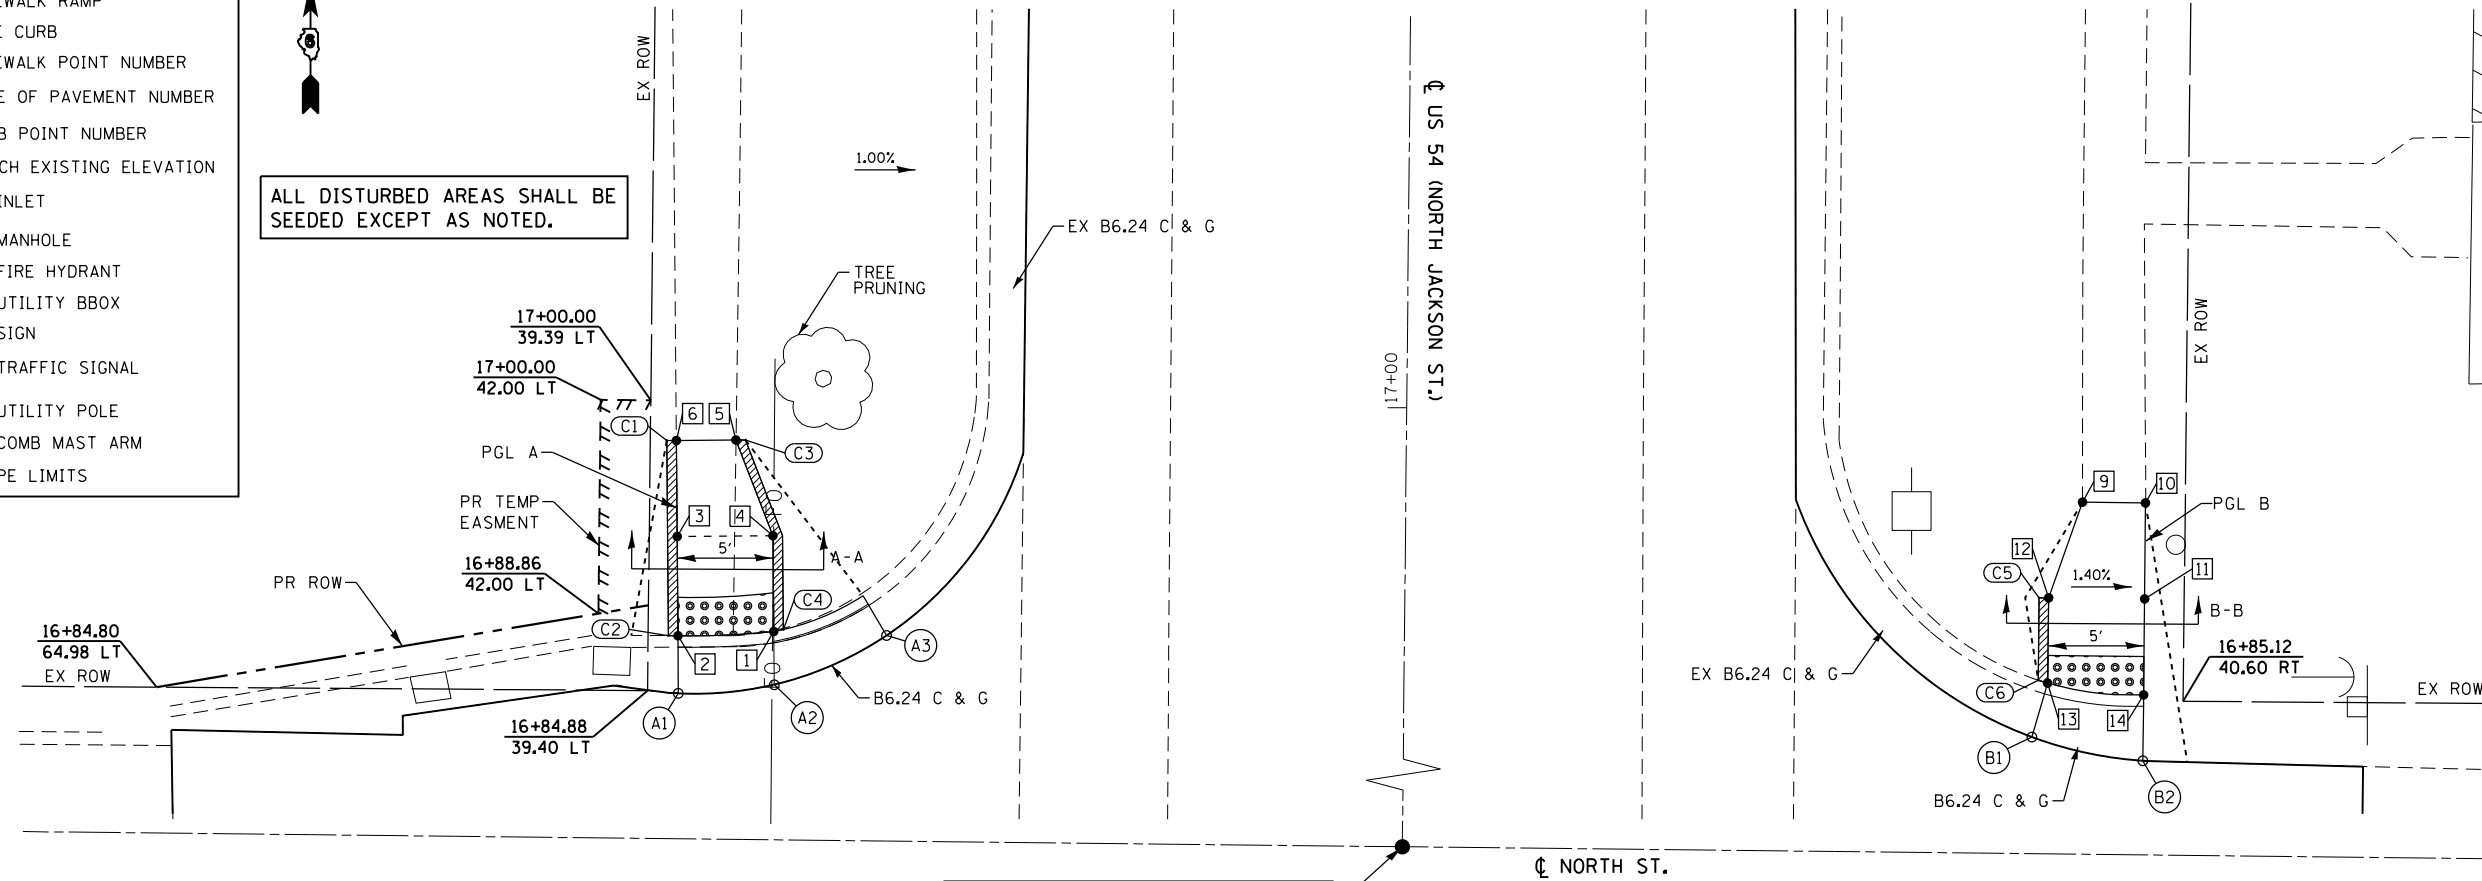 RAMP
CURB
POINT NUMBER
OF PAVEMENT NUMBER
POINT NUMBER
EXISTING ELEVATION
INLET
MANHOLE
FIRE HYDRANT
UTILITY BBOX
SIGN
TRAFFIC SIGNAL
UTILITY POLE
COMB MAST ARM
LIMITS
6
ALL DISTURBED AREAS SHALL BE
SEEDED EXCEPT AS NOTED.
EX ROW
1.00%
EX B6.24 C & G
TREE
PRUNING
17+00.00
39.39 LT
17+00.00
42.00 LT
C1
6
5
C3
PGL A
PR TEMP
EASMENT
3
4
5'
A-A
16+88.86
42.00 LT
PR ROW
C4
C2
2
1
A3
16+84.80
64.98 LT
EX ROW
B6.24 C & G
A1
A2
16+84.88
39.40 LT
℄ US 54 (NORTH JACKSON ST.)
17+00
℄ NORTH ST.
EX ROW
9
10
PGL B
12
C5
1.40%
11
B-B
5'
16+85.12
40.60 RT
EX B6.24 C & G
C6
13
14
EX ROW
B1
B2
B6.24 C & G